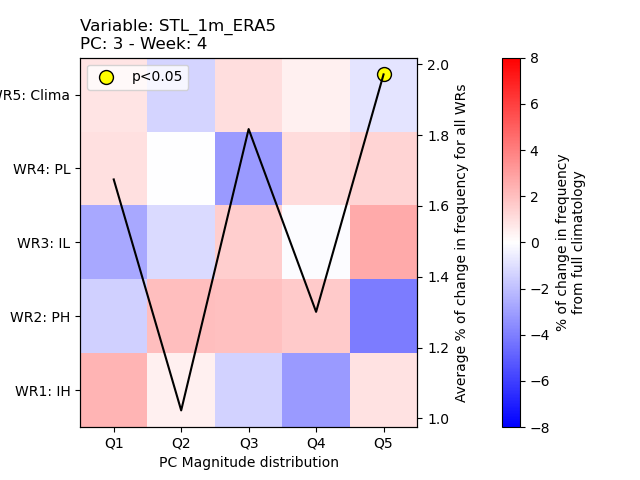 Variable: STL_1m_ERA5
PC: 3 - Week: 4
p<0.05
WR5: Clima
WR4: PL
WR3: IL
WR2: PH
WR1: IH
Q1 Q2 Q3 Q4 Q5
PC Magnitude distribution
2.0
1.8
1.6
1.4
1.2
1.0
Average % of change in frequency for all WRs
8
6
4
2
0
−2
−4
−6
−8
% of change in frequency
from full climatology